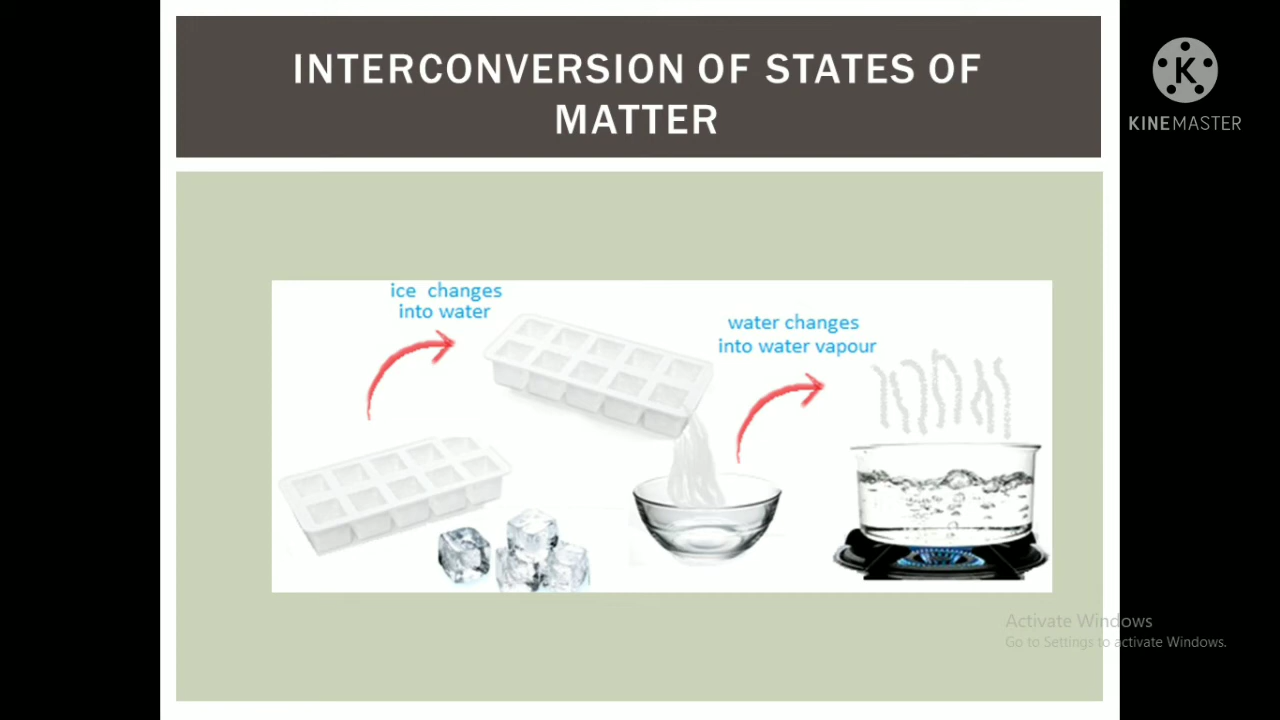 INTERCONVERSION OF STATES OF
MATTER
K
KINEMASTER
ice changes
into water
water changes
into water vapour
Activate Windows
Go to Settings to activate Windows.